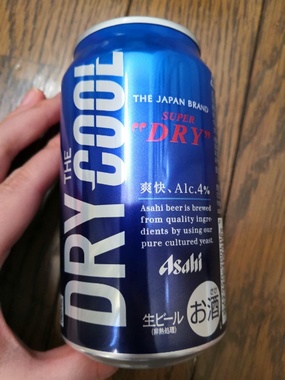 THE
DRY COOL
THE JAPAN BRAND
SUPER
"DRY"
爽快、Alc.4%
Asahi beer is brewed
from quality ingre-
dients by using our
pure cultured yeast.
Asahi
生ビール
(非熱処理)
お酒